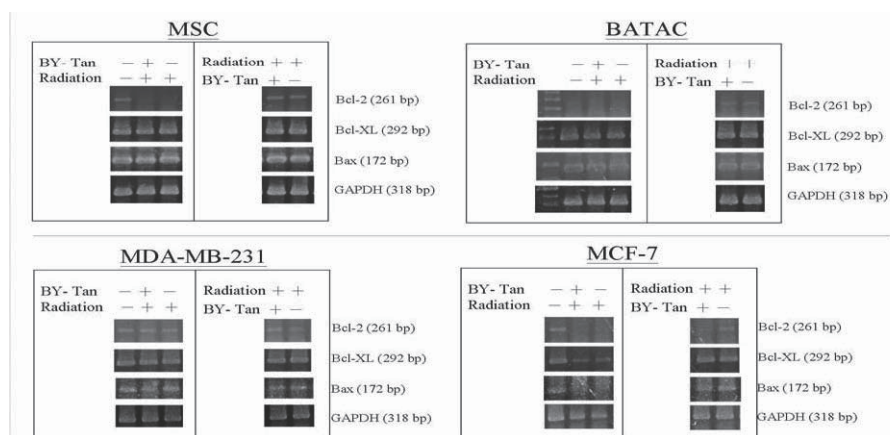 MSC
BY- Tan − + −
Radiation − + +
Radiation + +
BY- Tan + −
Bcl-2 (261 bp)
Bcl-XL (292 bp)
Bax (172 bp)
GAPDH (318 bp)
BATAC
BY- Tan − + −
Radiation − + +
Radiation + +
BY- Tan + −
Bcl-2 (261 bp)
Bcl-XL (292 bp)
Bax (172 bp)
GAPDH (318 bp)
MDA-MB-231
BY- Tan − + −
Radiation − + +
Radiation + +
BY- Tan + −
Bcl-2 (261 bp)
Bcl-XL (292 bp)
Bax (172 bp)
GAPDH (318 bp)
MCF-7
BY- Tan − + −
Radiation − + +
Radiation + +
BY- Tan + −
Bcl-2 (261 bp)
Bcl-XL (292 bp)
Bax (172 bp)
GAPDH (318 bp)